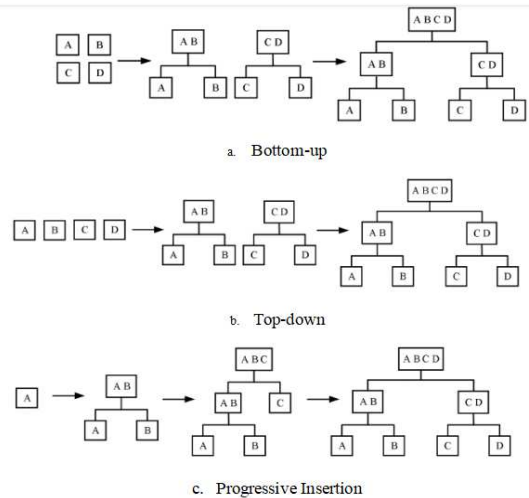 A B A B C D A B C D
C D A B C D A B C D
A B C D
a. Bottom-up
A B C D A B C D A B C D
A B C D A B C D
A B C D
b. Top-down
A A B A B C A B C D
A B A B C A B C D
A B A B C D
c. Progressive Insertion